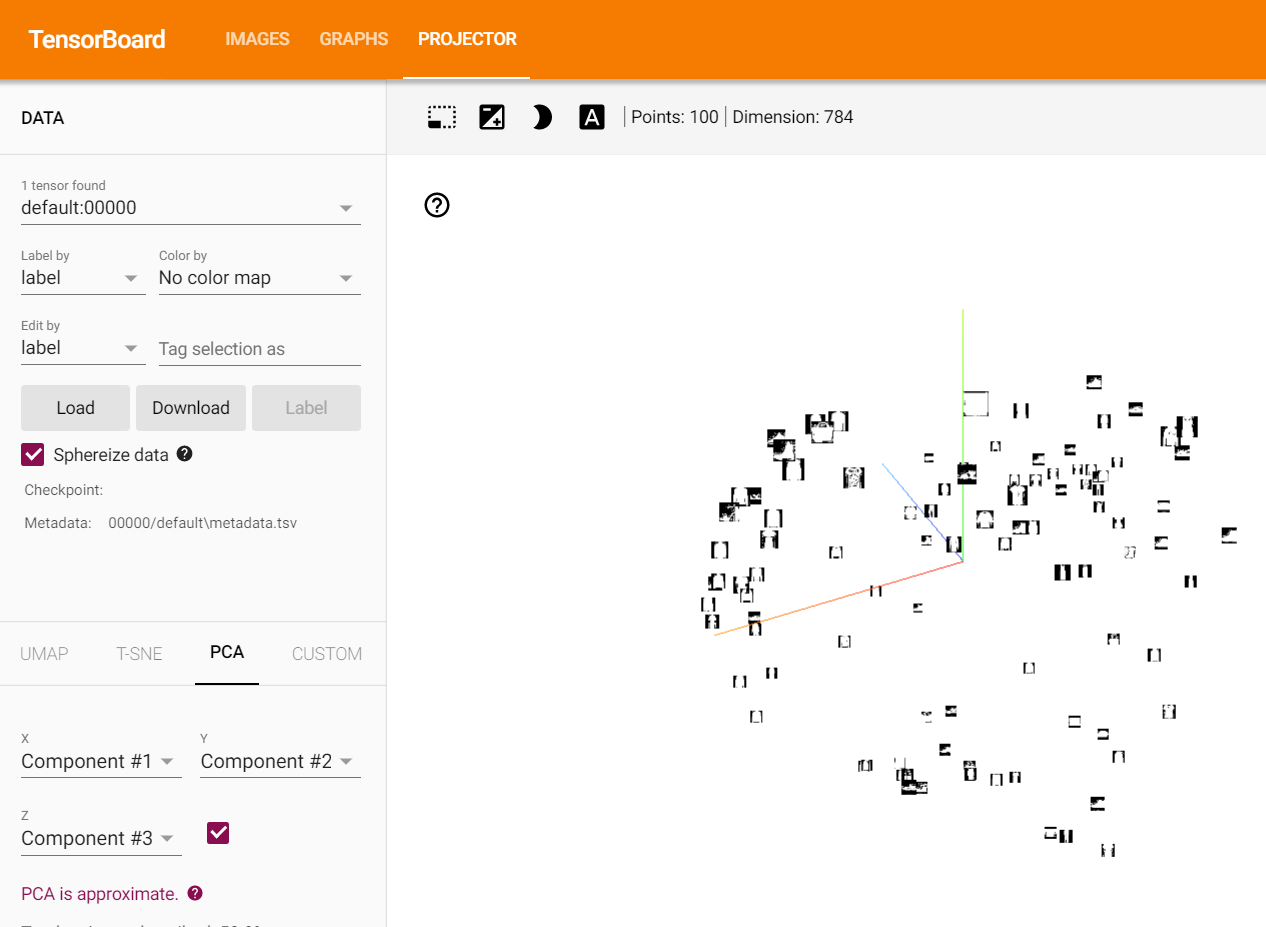 TensorBoard IMAGES GRAPHS PROJECTOR
DATA
A Points: 100 Dimension: 784
1 tensor found
default:00000
Label by Color by
label No color map
Edit by
label Tag selection as
Load Download Label
Sphereize data
Checkpoint:
Metadata: 00000/default\metadata.tsv
UMAP T-SNE PCA CUSTOM
X Y
Component #1 Component #2
Z
Component #3
PCA is approximate.